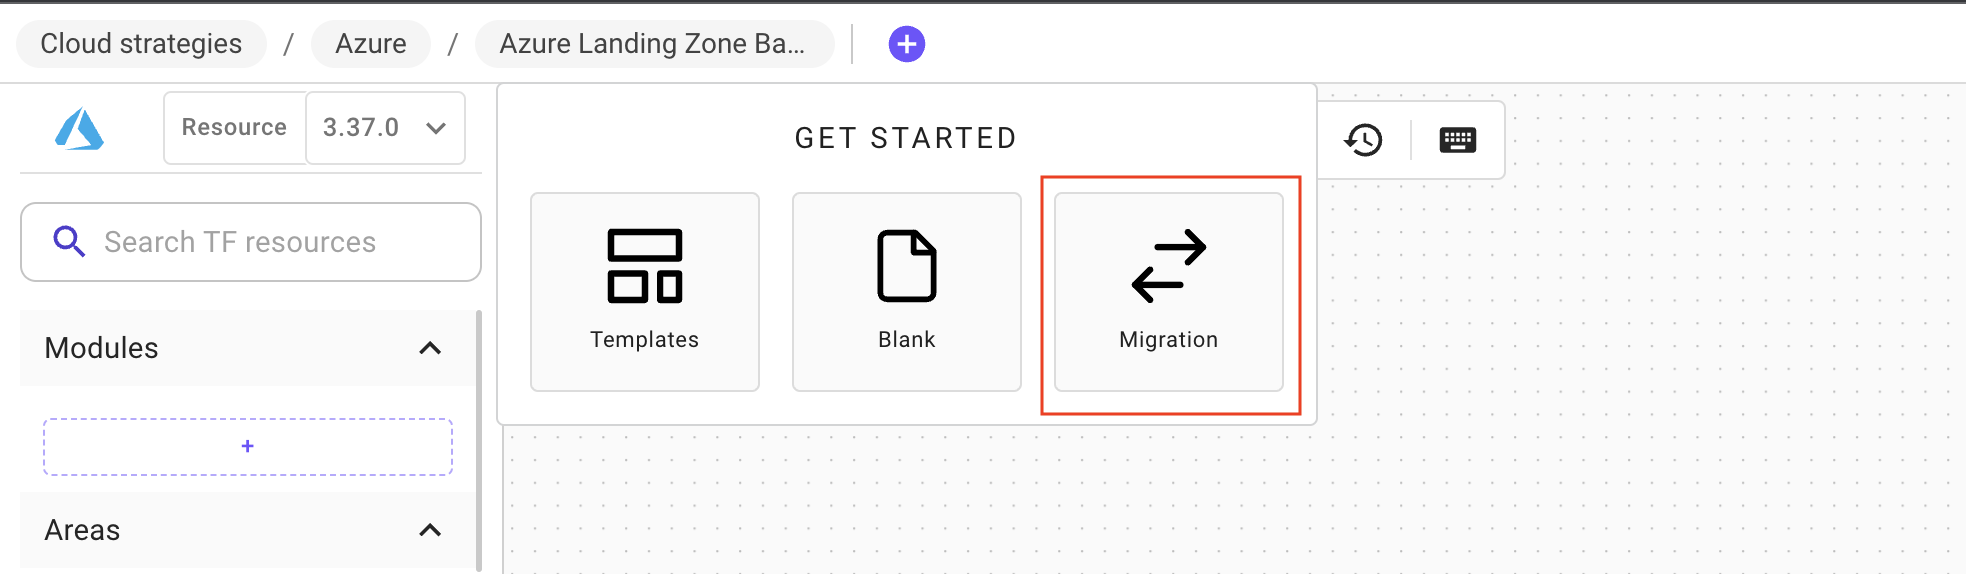 Cloud strategies / Azure / Azure Landing Zone Ba...
Resource 3.37.0
GET STARTED
Search TF resources
Templates Blank Migration
Modules
+
Areas